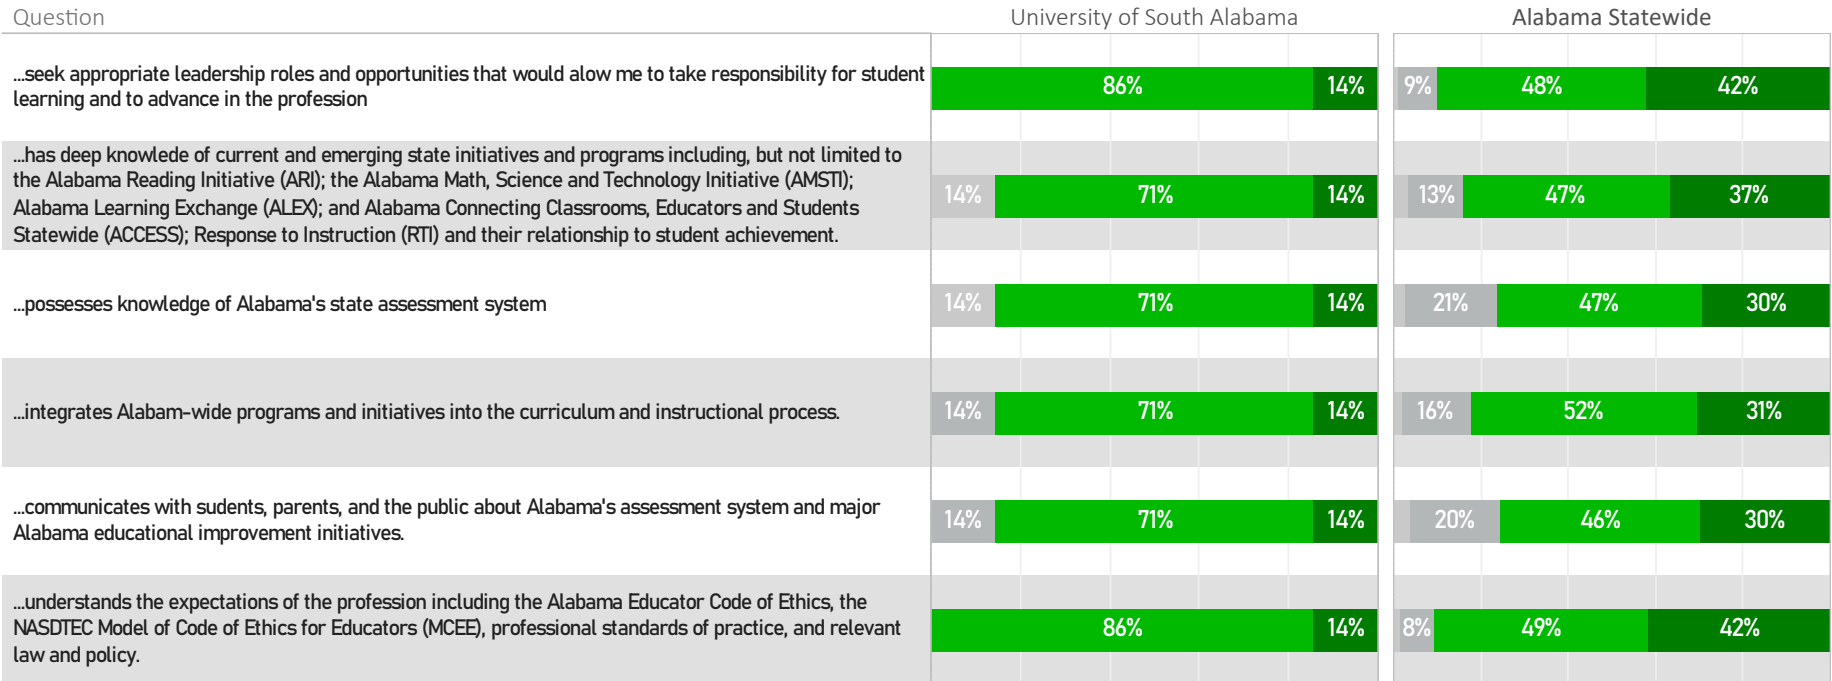 Question University of South Alabama Alabama Statewide
...seek appropriate leadership roles and opportunities that would alow me to take responsibility for student
learning and to advance in the profession
86% 14% 9% 48% 42%
...has deep knowlede of current and emerging state initiatives and programs including, but not limited to
the Alabama Reading Initiative (ARI); the Alabama Math, Science and Technology Initiative (AMSTI);
Alabama Learning Exchange (ALEX); and Alabama Connecting Classrooms, Educators and Students
Statewide (ACCESS); Response to Instruction (RTI) and their relationship to student achievement.
14% 71% 14% 13% 47% 37%
...possesses knowledge of Alabama's state assessment system
14% 71% 14% 21% 47% 30%
...integrates Alabam-wide programs and initiatives into the curriculum and instructional process.
14% 71% 14% 16% 52% 31%
...communicates with sudents, parents, and the public about Alabama's assessment system and major
Alabama educational improvement initiatives.
14% 71% 14% 20% 46% 30%
...understands the expectations of the profession including the Alabama Educator Code of Ethics, the
NASDTEC Model of Code of Ethics for Educators (MCEE), professional standards of practice, and relevant
law and policy.
86% 14% 8% 49% 42%